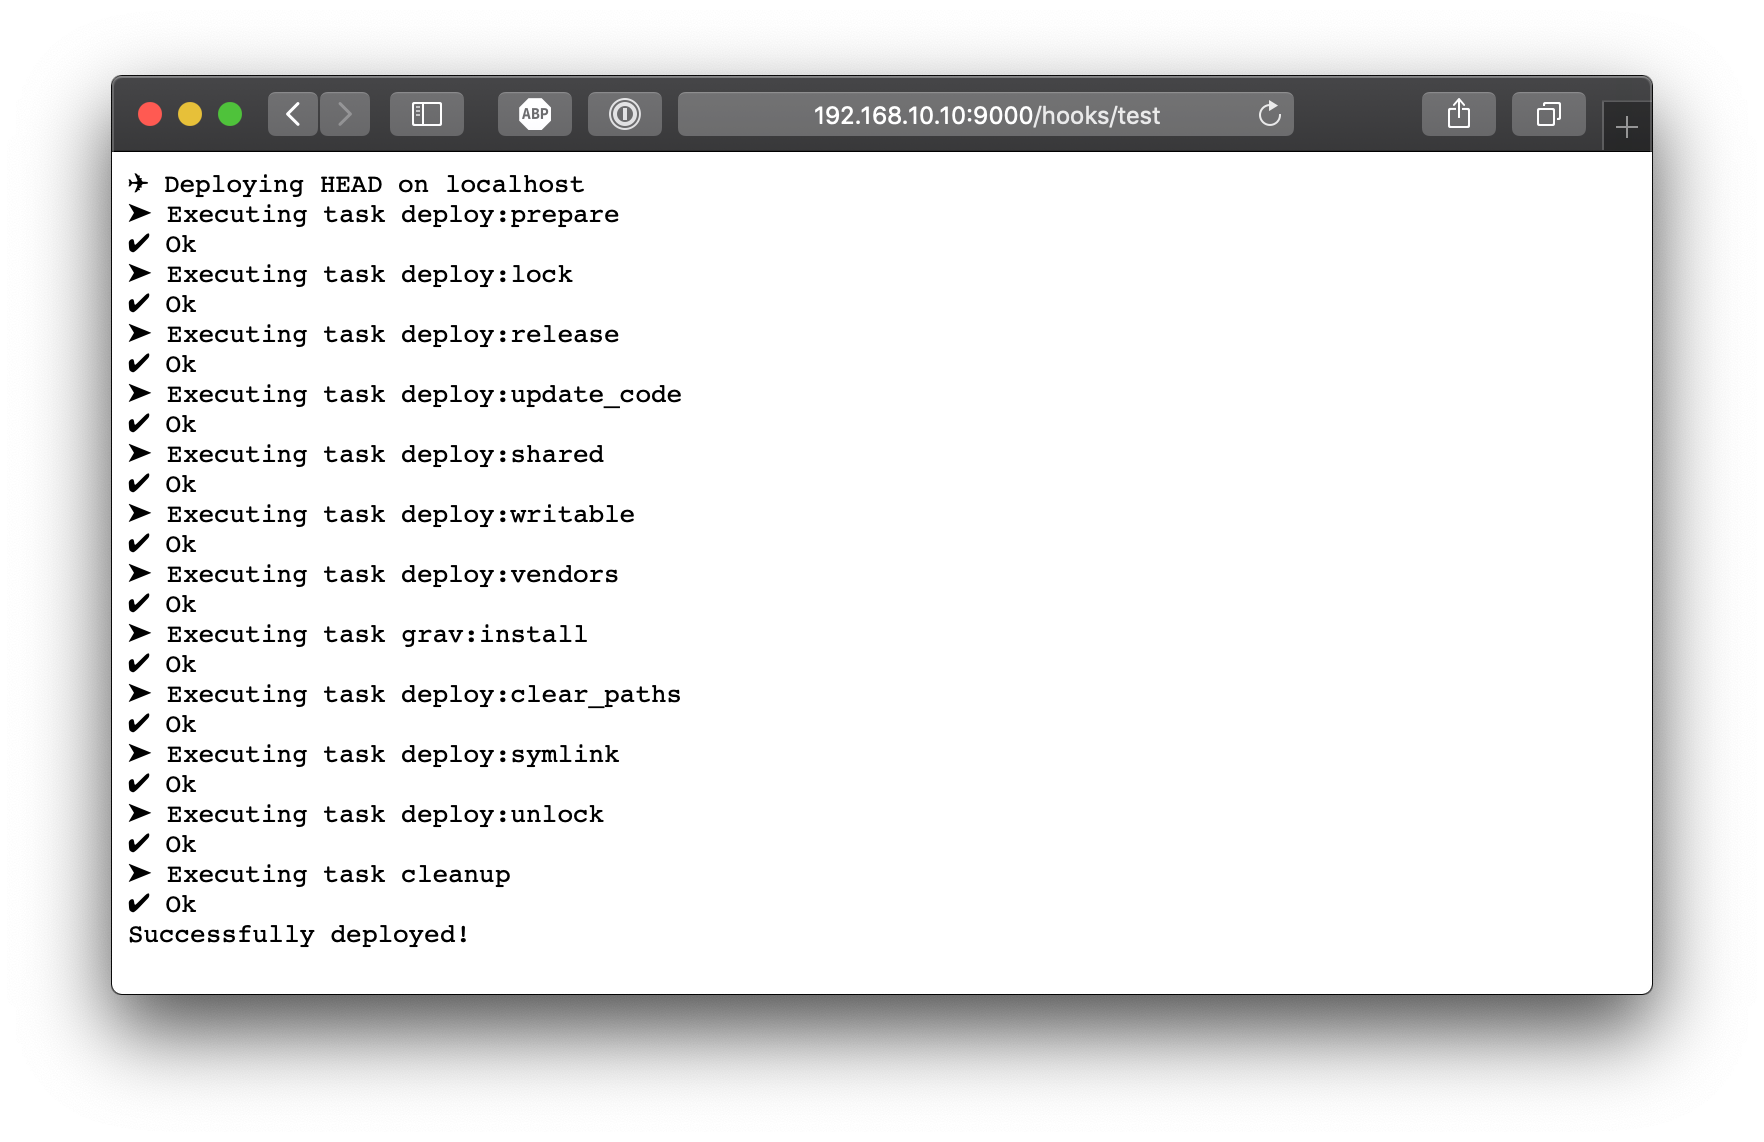 ABP
192.168.10.10:9000/hooks/test
✈ Deploying HEAD on localhost
➤ Executing task deploy:prepare
✔ Ok
➤ Executing task deploy:lock
✔ Ok
➤ Executing task deploy:release
✔ Ok
➤ Executing task deploy:update_code
✔ Ok
➤ Executing task deploy:shared
✔ Ok
➤ Executing task deploy:writable
✔ Ok
➤ Executing task deploy:vendors
✔ Ok
➤ Executing task grav:install
✔ Ok
➤ Executing task deploy:clear_paths
✔ Ok
➤ Executing task deploy:symlink
✔ Ok
➤ Executing task deploy:unlock
✔ Ok
➤ Executing task cleanup
✔ Ok
Successfully deployed!